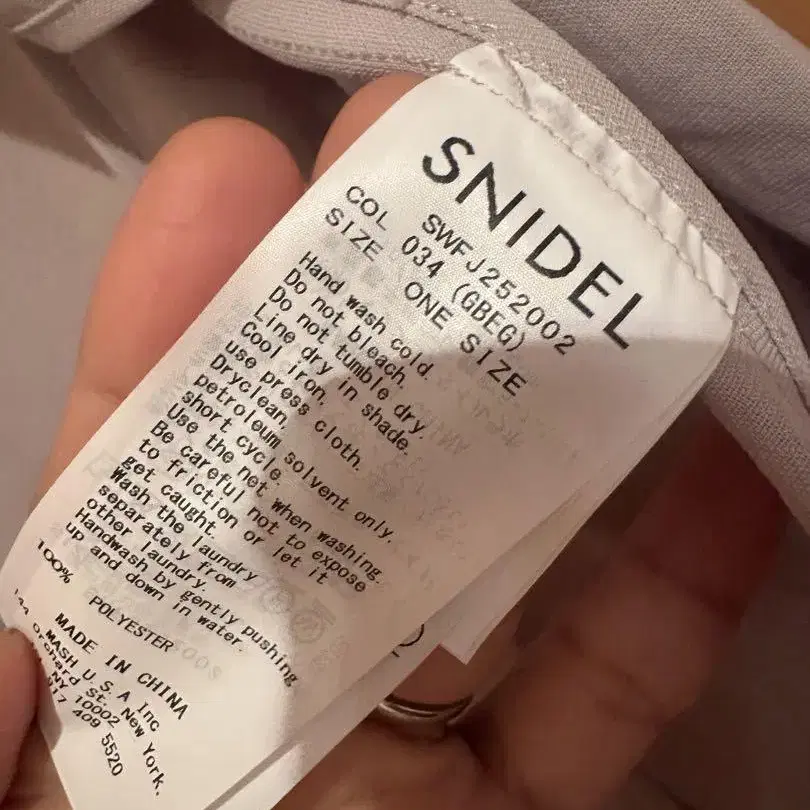 SNIDEL
SWFJ252002
COL 034 (GBEG)
SIZE ONE SIZE
Hand wash cold.
Do not bleach.
Do not tumble dry.
Line dry in shade.
Cool iron.
use press cloth.
Dryclean,
petroleum solvent only.
short cycle.
Use the net when washing.
Be careful not to expose
to friction or let it
get caught.
Wash the laundry
separately from
other laundry.
Handwash by gently pushing
up and down in water.
100% POLYESTER
MADE IN CHINA
MASH U.S.A Inc
Orchard St. New York,
NY 10002
917 409 5520